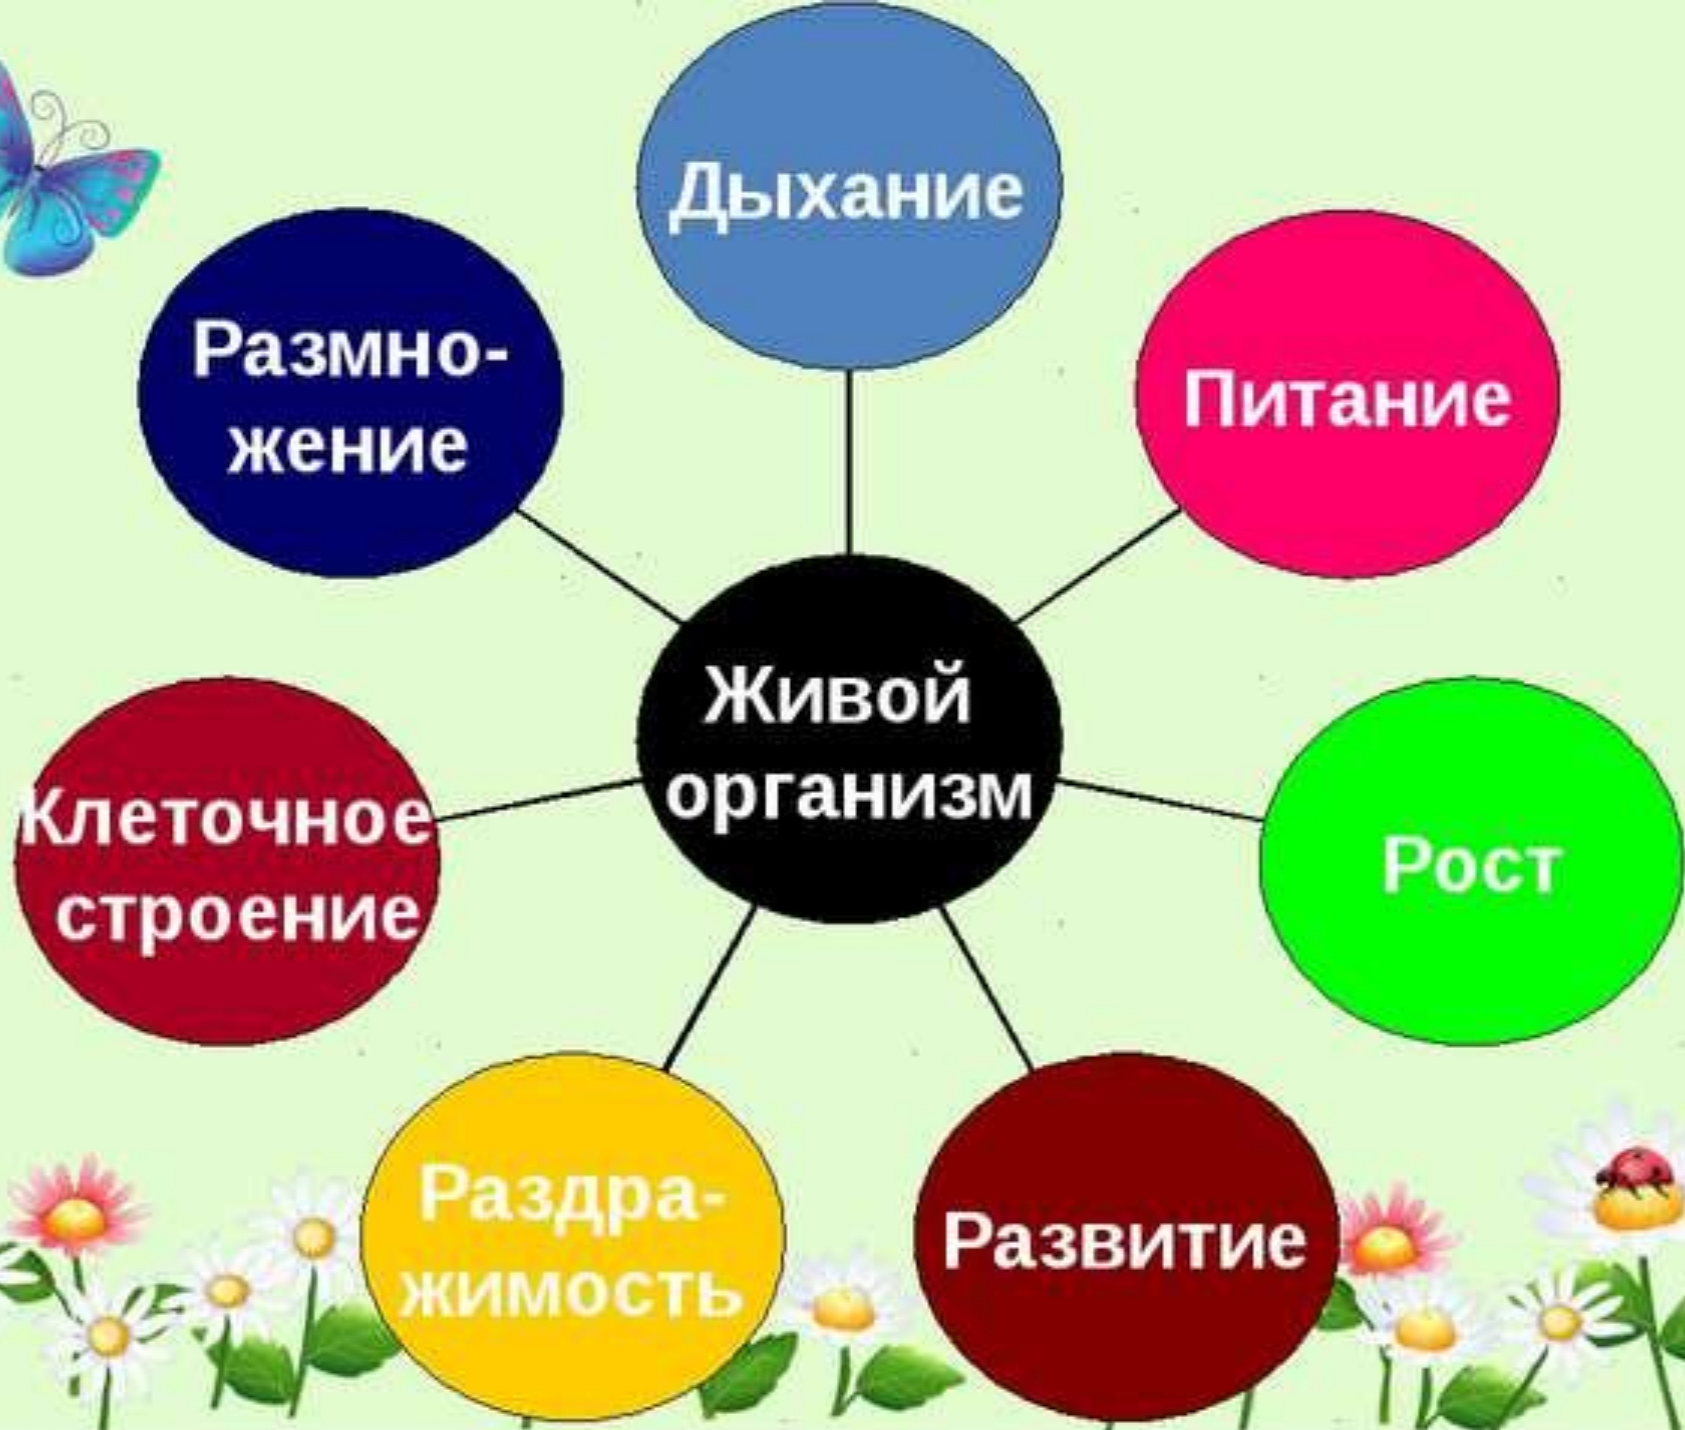 Дыхание
Размно-
жение
Питание
Живой
организм
Клеточное
строение
Рост
Раздра-
жимость
Развитие